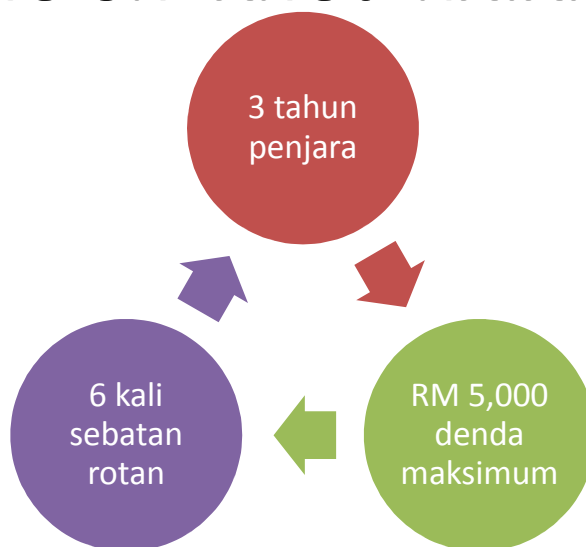 3 tahun
penjara
RM 5,000
denda
maksimum
6 kali
sebatan
rotan